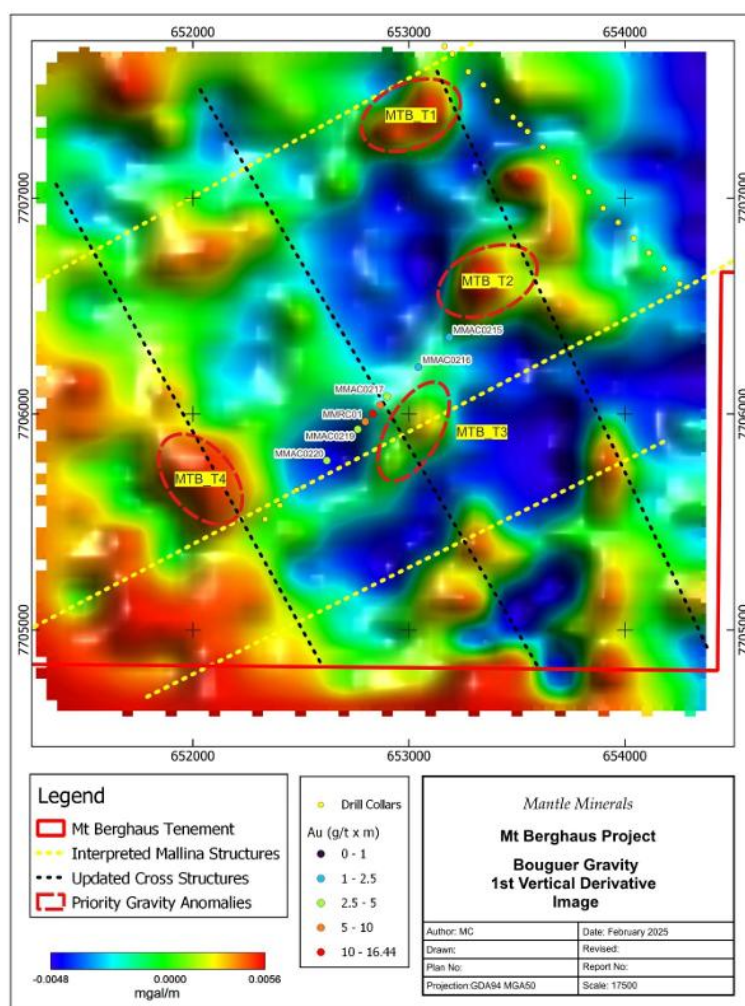 652000 653000 654000
7707000 7707000
7706000 7706000
7705000 7705000
MTB_T1
MTB_T2
MMAC0215
MMAC0216
MMAC0217
MMRC01
MTB_T3
MMAC0219
MMAC0220
MTB_T4
652000 653000 654000
Legend
Mt Berghaus Tenement
Interpreted Mallina Structures
Updated Cross Structures
Priority Gravity Anomalies
-0.0048 0.0000 0.0056
mgal/m
Drill Collars
Au (g/t x m)
0 - 1
1 - 2.5
2.5 - 5
5 - 10
10 - 16.44
Mantle Minerals
Mt Berghaus Project
Bouguer Gravity
1st Vertical Derivative
Image
Author: MC Date: February 2025
Drawn: Revised:
Plan No: Report No:
Projection:GDA94 MGA50 Scale: 17500